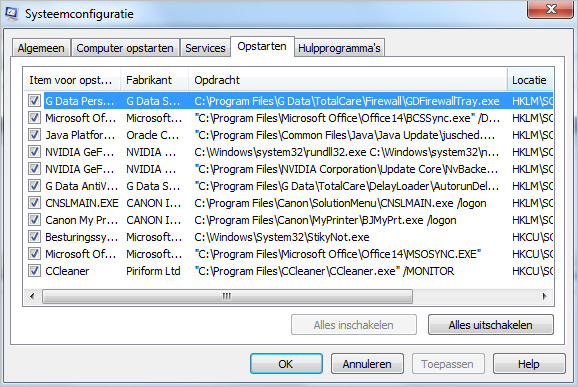 Systeemconfiguratie
Algemeen Computer opstarten Services Opstarten Hulpprogramma's
Item voor opst... Fabrikant Opdracht Locatie
G Data Pers... G Data S... C:\Program Files\G Data\TotalCare\Firewall\GDFirewallTray.exe HKLM\SO
Microsoft Of... Microsoft... "C:\Program Files\Microsoft Office\Office14\BCSSync.exe" /D... HKLM\SO
Java Platfor... Oracle C... "C:\Program Files\Common Files\Java\Java Update\jusched.... HKLM\SO
NVIDIA GeF... NVIDIA ... C:\Windows\system32\rundll32.exe C:\Windows\system32\n... HKLM\SO
NVIDIA GeF... NVIDIA ... "C:\Program Files\NVIDIA Corporation\Update Core\NvBacke... HKLM\SO
G Data AntiV... G Data S... "C:\Program Files\G Data\TotalCare\DelayLoader\AutorunDel... HKLM\SO
CNSLMAIN.EXE CANON I... C:\Program Files\Canon\SolutionMenu\CNSLMAIN.exe /logon HKLM\SO
Canon My Pr... CANON I... C:\Program Files\Canon\MyPrinter\BJMyPrt.exe /logon HKLM\SO
Besturingssy... Microsoft... C:\Windows\System32\StikyNot.exe HKCU\SO
Microsoft Of... Microsoft... "C:\Program Files\Microsoft Office\Office14\MSOSYNC.EXE" HKCU\SO
CCleaner Piriform Ltd "C:\Program Files\CCleaner\CCleaner.exe" /MONITOR HKCU\SO
Alles inschakelen Alles uitschakelen
OK Annuleren Toepassen Help